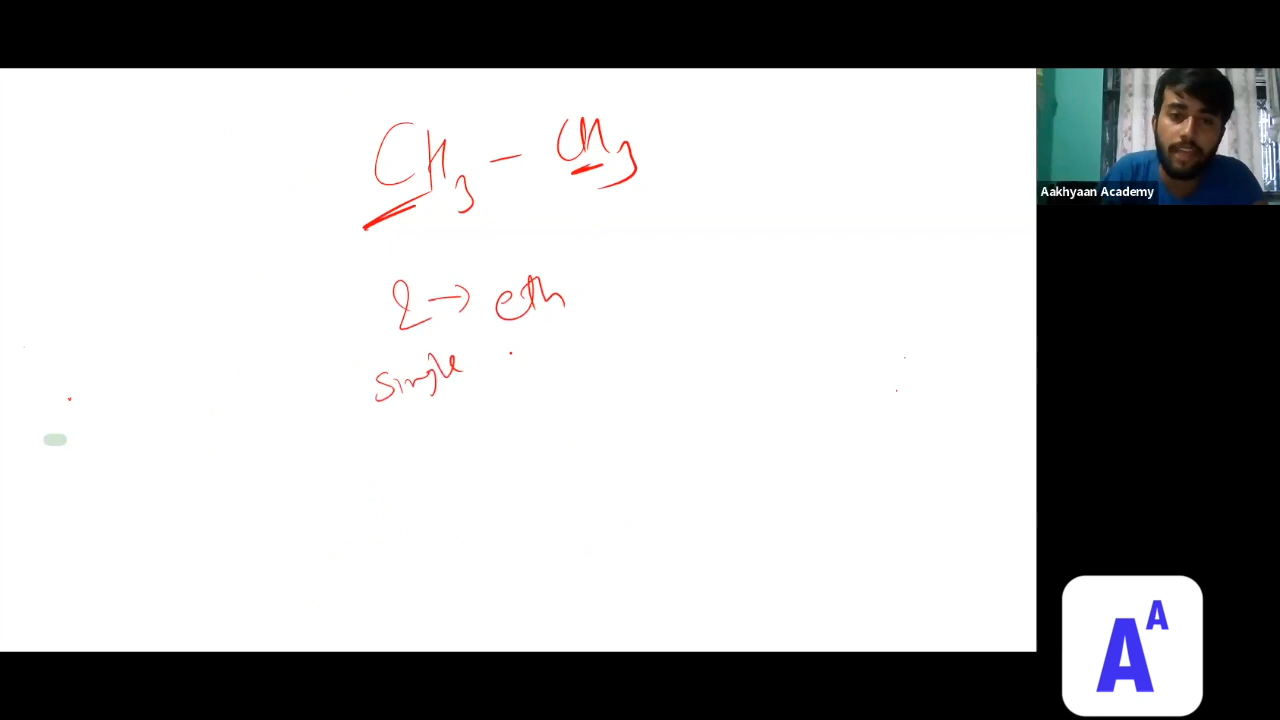 CH3 - CH3
2 → eth
single
Aakhyaan Academy
A A